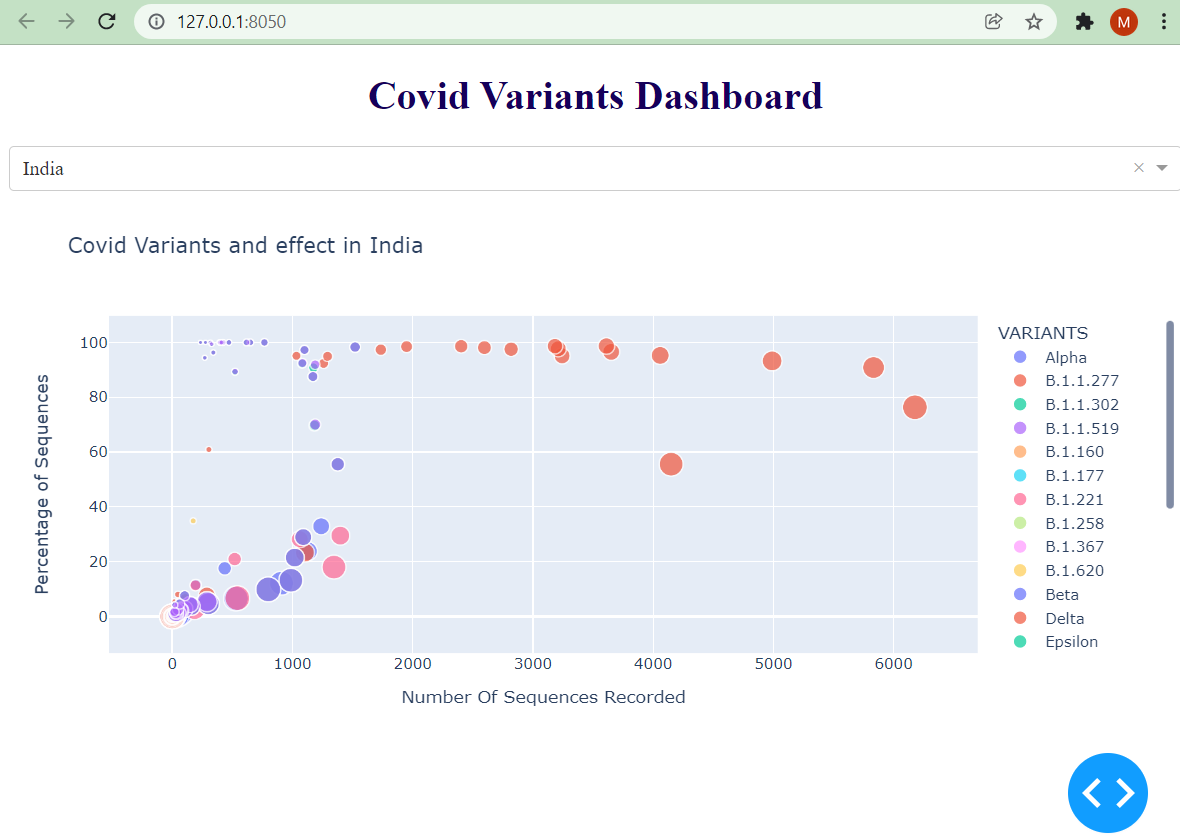 127.0.0.1:8050
M
Covid Variants Dashboard
India
×
Covid Variants and effect in India
100
80
60
40
20
0
Percentage of Sequences
0 1000 2000 3000 4000 5000 6000
Number Of Sequences Recorded
VARIANTS
Alpha
B.1.1.277
B.1.1.302
B.1.1.519
B.1.160
B.1.177
B.1.221
B.1.258
B.1.367
B.1.620
Beta
Delta
Epsilon